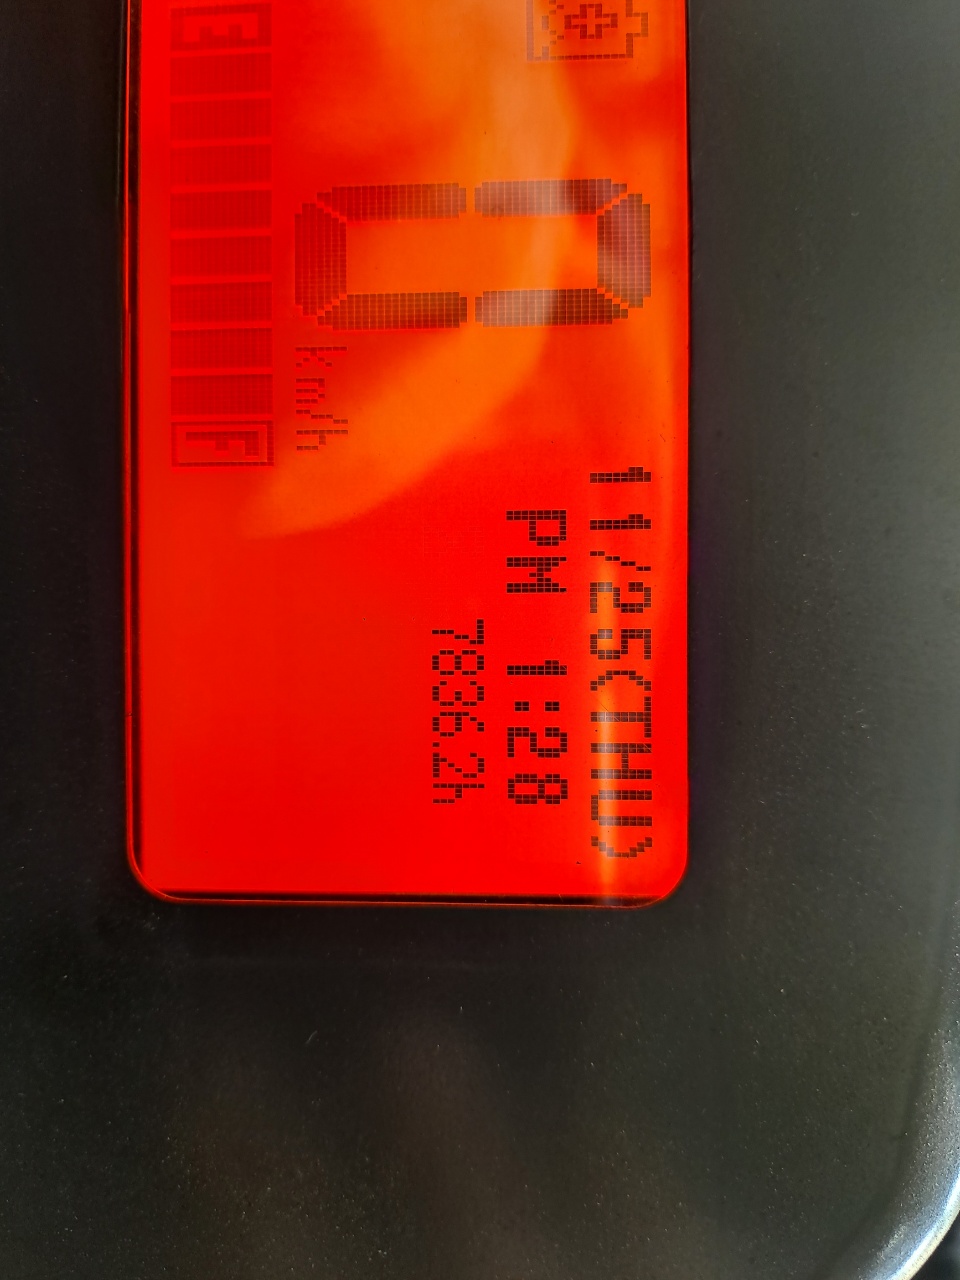 11/25(THU)
PM 1:28
7836.2h
0 km/h
E F